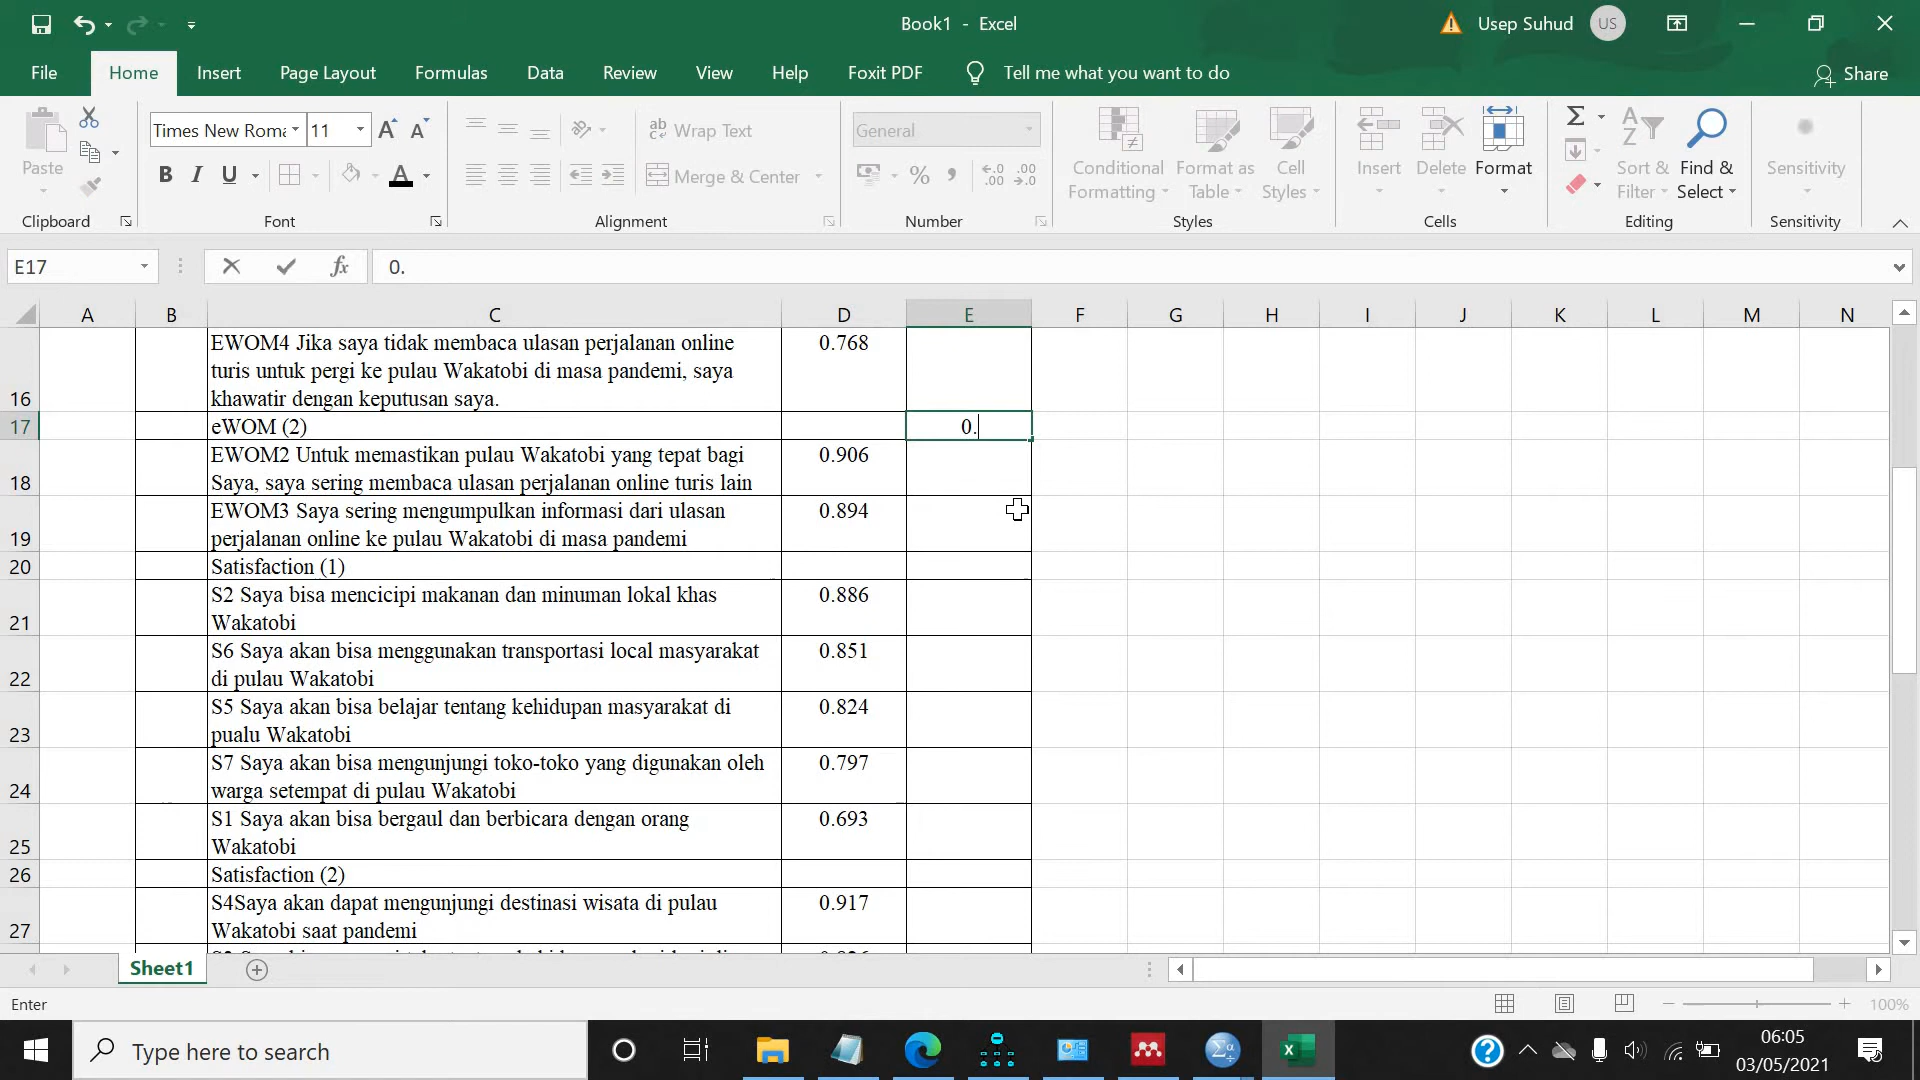 Book1 - Excel
Usep Suhud
US
File
Home
Insert
Page Layout
Formulas
Data
Review
View
Help
Foxit PDF
Tell me what you want to do
Share
Paste
Clipboard
Times New Roma
11
B I U
Font
Wrap Text
Merge & Center
Alignment
General
Number
Conditional
Formatting
Format as
Table
Cell
Styles
Styles
Insert
Delete
Format
Cells
Sort &
Filter
Find &
Select
Editing
Sensitivity
Sensitivity
E17
fx
0.
A B C D E F G H I J K L M N
16
EWOM4 Jika saya tidak membaca ulasan perjalanan online
turis untuk pergi ke pulau Wakatobi di masa pandemi, saya
khawatir dengan keputusan saya.
0.768
17
eWOM (2)
0.
18
EWOM2 Untuk memastikan pulau Wakatobi yang tepat bagi
Saya, saya sering membaca ulasan perjalanan online turis lain
0.906
19
EWOM3 Saya sering mengumpulkan informasi dari ulasan
perjalanan online ke pulau Wakatobi di masa pandemi
0.894
20
Satisfaction (1)
21
S2 Saya bisa mencicipi makanan dan minuman lokal khas
Wakatobi
0.886
22
S6 Saya akan bisa menggunakan transportasi local masyarakat
di pulau Wakatobi
0.851
23
S5 Saya akan bisa belajar tentang kehidupan masyarakat di
pualu Wakatobi
0.824
24
S7 Saya akan bisa mengunjungi toko-toko yang digunakan oleh
warga setempat di pulau Wakatobi
0.797
25
S1 Saya akan bisa bergaul dan berbicara dengan orang
Wakatobi
0.693
26
Satisfaction (2)
27
S4Saya akan dapat mengunjungi destinasi wisata di pulau
Wakatobi saat pandemi
0.917
Sheet1
Enter
100%
Type here to search
06:05
03/05/2021